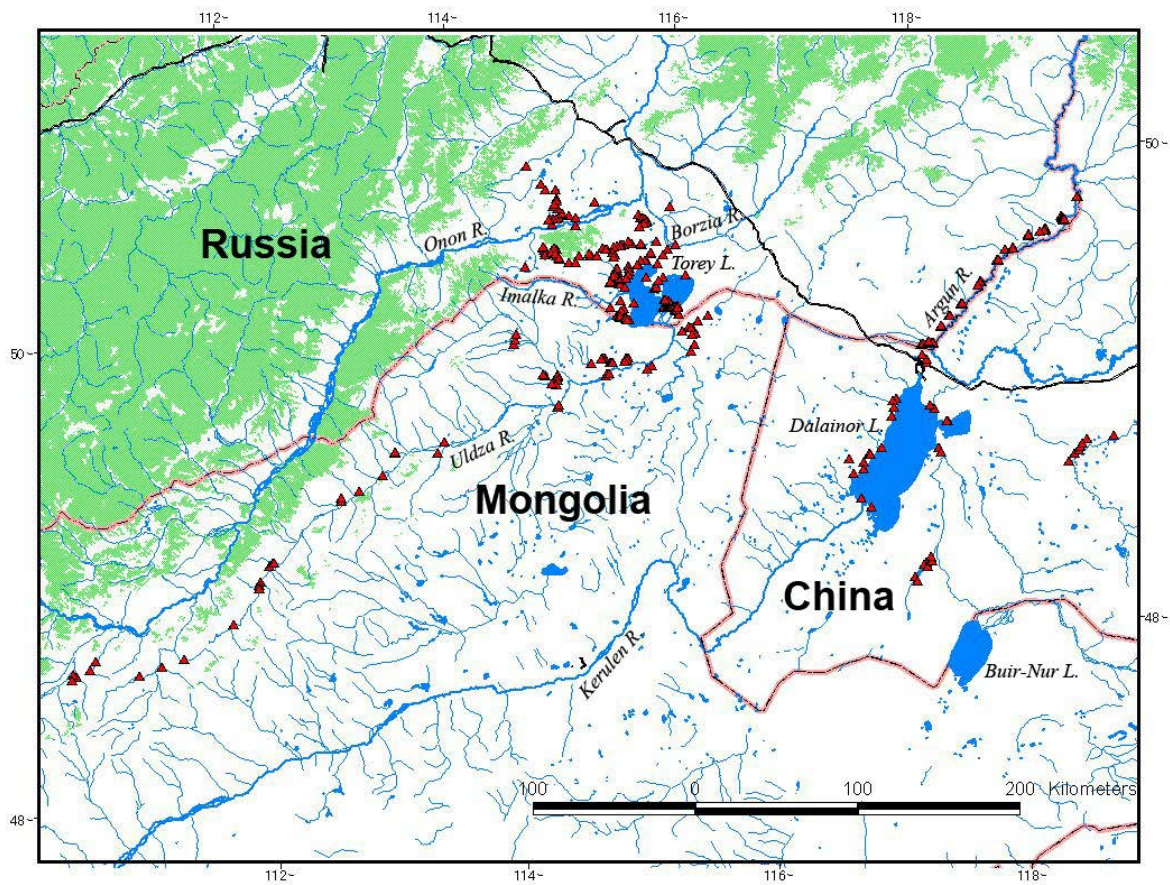 112-
114-
116-
118-
50-
Borzia R.
Onon R.
Russia
Torey L.
Imalka R.
Argun R.
50-
Dalainor L.
Uldza R.
Mongolia
China
48-
Kerulen R.
Buir-Nur L.
100 0 100 200 Kilometers
48-
112-
114-
116-
118-